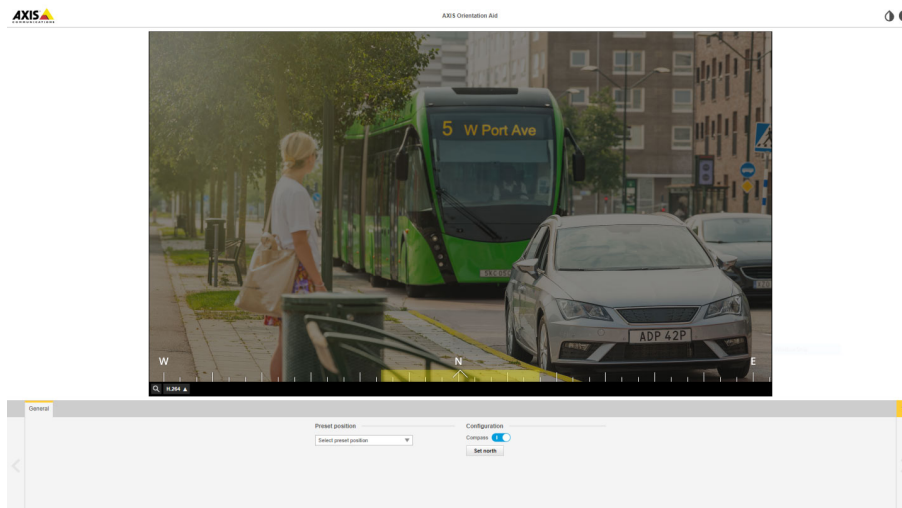 AXIS
COMMUNICATIONS
AXIS Orientation Aid
5 W Port Ave
ADP 42P
W N E
H.264
General
Preset position
Configuration
Select preset position
Compass
Set north